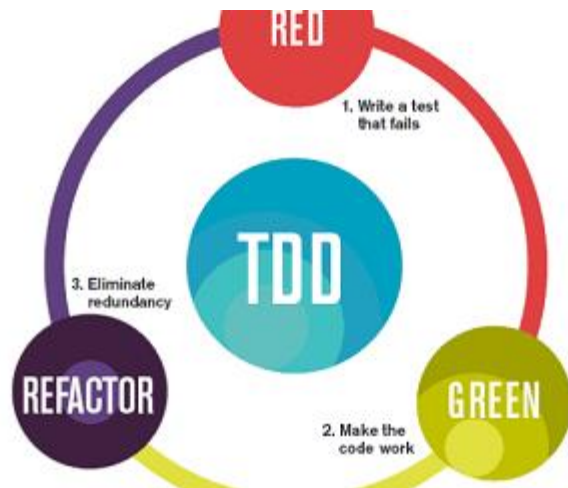 RED
1. Write a test
that fails
TDD
3. Eliminate
redundancy
REFACTOR
GREEN
2. Make the
code work